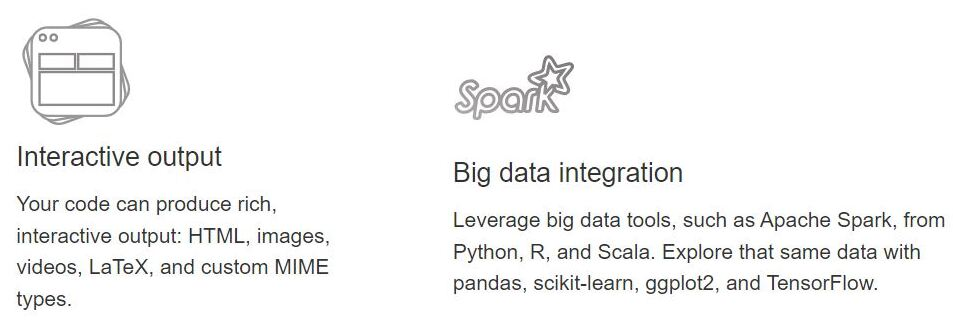 Interactive output
Your code can produce rich,
interactive output: HTML, images,
videos, LaTeX, and custom MIME
types.
Spark
Big data integration
Leverage big data tools, such as Apache Spark, from
Python, R, and Scala. Explore that same data with
pandas, scikit-learn, ggplot2, and TensorFlow.